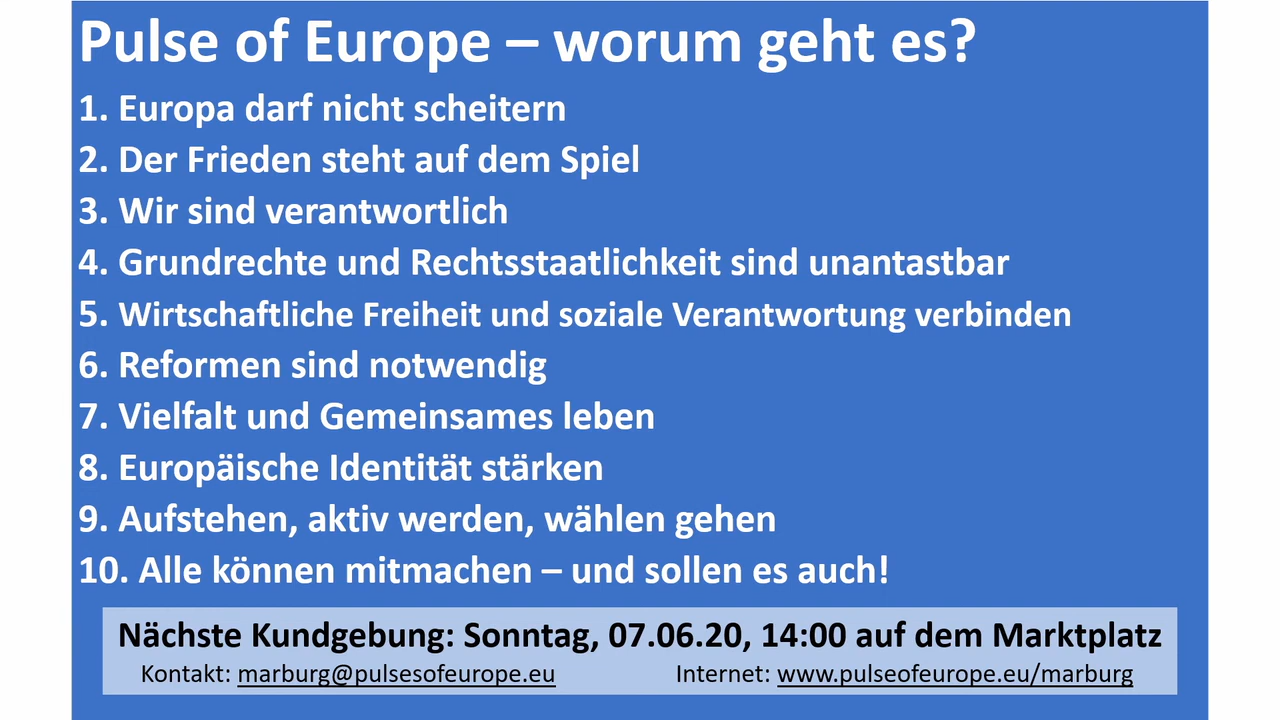 Pulse of Europe – worum geht es?
1. Europa darf nicht scheitern
2. Der Frieden steht auf dem Spiel
3. Wir sind verantwortlich
4. Grundrechte und Rechtsstaatlichkeit sind unantastbar
5. Wirtschaftliche Freiheit und soziale Verantwortung verbinden
6. Reformen sind notwendig
7. Vielfalt und Gemeinsames leben
8. Europäische Identität stärken
9. Aufstehen, aktiv werden, wählen gehen
10. Alle können mitmachen – und sollen es auch!
Nächste Kundgebung: Sonntag, 07.06.20, 14:00 auf dem Marktplatz
Kontakt: marburg@pulsesofeurope.eu Internet: www.pulseofeurope.eu/marburg